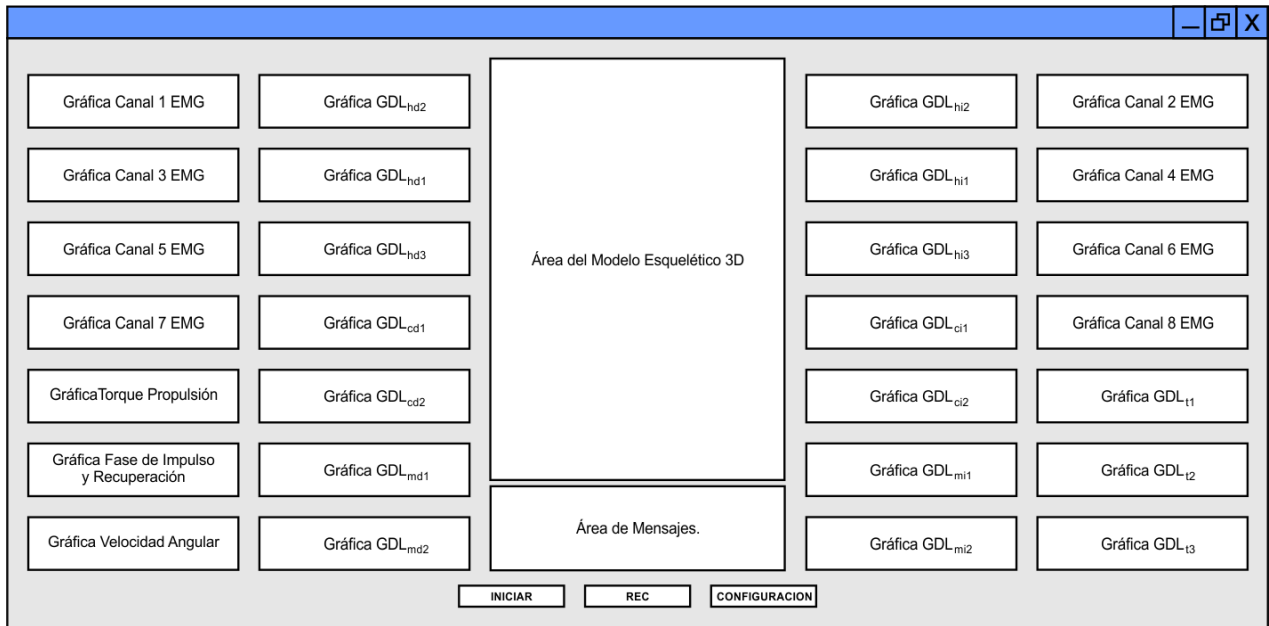 X
Gráfica Canal 1 EMG
Gráfica GDLhd2
Gráfica GDLhi2
Gráfica Canal 2 EMG
Gráfica Canal 3 EMG
Gráfica GDLhd1
Gráfica GDLhi1
Gráfica Canal 4 EMG
Gráfica Canal 5 EMG
Gráfica GDLhd3
Área del Modelo Esquelético 3D
Gráfica GDLhi3
Gráfica Canal 6 EMG
Gráfica Canal 7 EMG
Gráfica GDLcd1
Gráfica GDLci1
Gráfica Canal 8 EMG
GráficaTorque Propulsión
Gráfica GDLcd2
Gráfica GDLci2
Gráfica GDLt1
Gráfica Fase de Impulso
y Recuperación
Gráfica GDLmd1
Gráfica GDLmi1
Gráfica GDLt2
Gráfica Velocidad Angular
Gráfica GDLmd2
Área de Mensajes.
Gráfica GDLmi2
Gráfica GDLt3
INICIAR
REC
CONFIGURACION